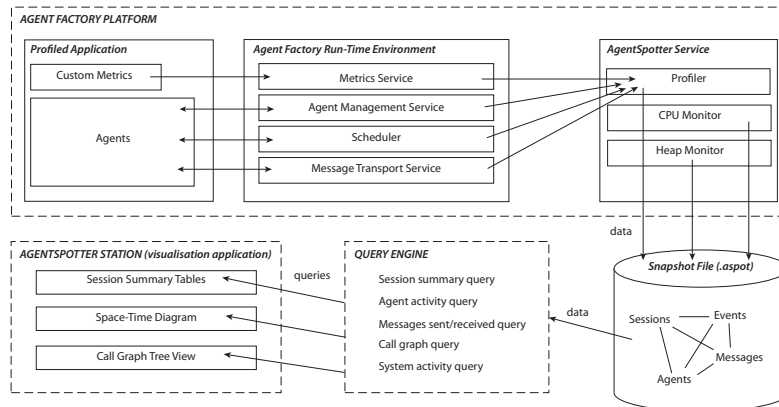 AGENT FACTORY PLATFORM
Profiled Application
Custom Metrics
Agents
Agent Factory Run-Time Environment
Metrics Service
Agent Management Service
Scheduler
Message Transport Service
AgentSpotter Service
Profiler
CPU Monitor
Heap Monitor
data
AGENTSPOTTER STATION (visualisation application)
Session Summary Tables
Space-Time Diagram
Call Graph Tree View
queries
QUERY ENGINE
Session summary query
Agent activity query
Messages sent/received query
Call graph query
System activity query
data
Snapshot File (.aspot)
Sessions
Events
Messages
Agents